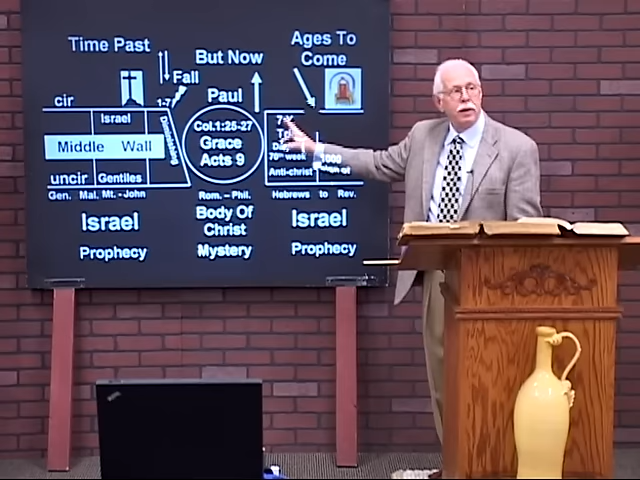 Time Past
But Now
Ages To
Come
Fall
Paul
cir
1-7
Israel
Middle Wall
uncir
Gentiles
Col.1:25-27
Grace
Acts 9
70th week
Anti-christ
1000
Gen. Mal. Mt. - John
Rom. – Phil.
Hebrews to Rev.
Israel
Prophecy
Body Of
Christ
Mystery
Israel
Prophecy